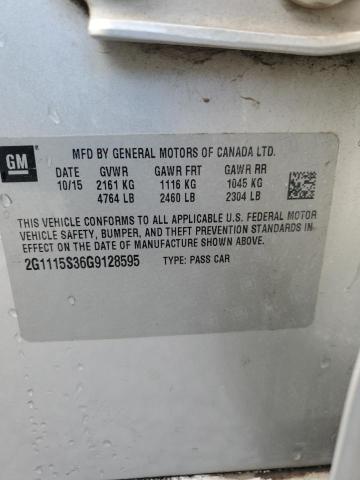 GM
MFD BY GENERAL MOTORS OF CANADA LTD.
DATE GVWR GAWR FRT GAWR RR
10/15 2161 KG 1116 KG 1045 KG
4764 LB 2460 LB 2304 LB
THIS VEHICLE CONFORMS TO ALL APPLICABLE U.S. FEDERAL MOTOR
VEHICLE SAFETY, BUMPER, AND THEFT PREVENTION STANDARDS IN
EFFECT ON THE DATE OF MANUFACTURE SHOWN ABOVE.
2G1115S36G9128595 TYPE: PASS CAR